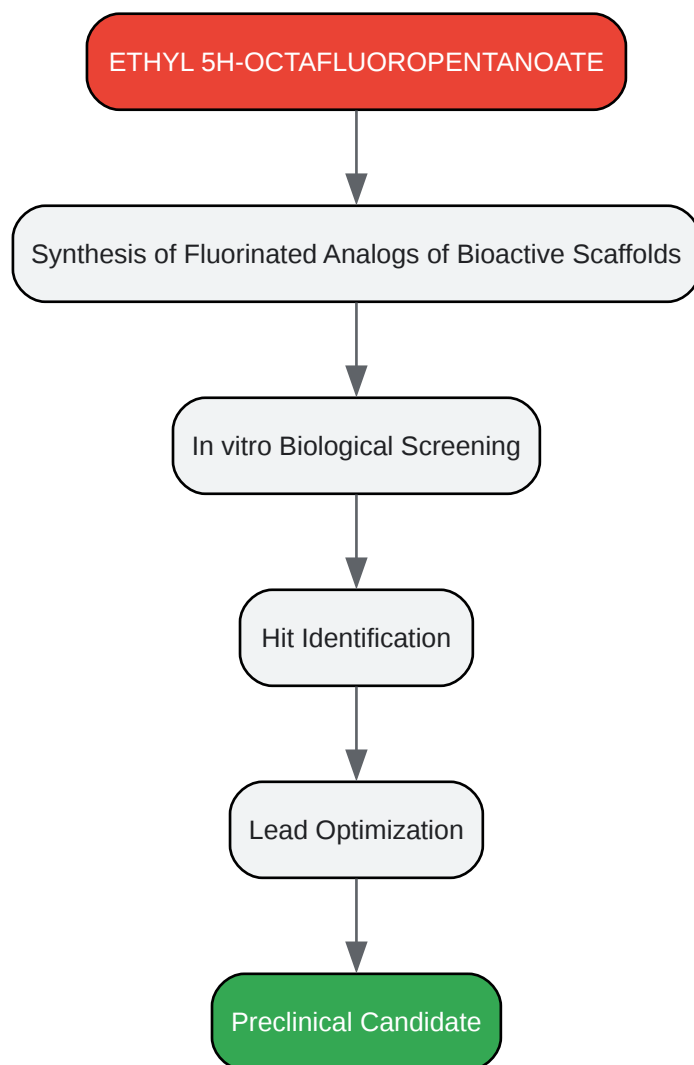 ETHYL 5H-OCTAFLUOROPENTANOATE
Synthesis of Fluorinated Analogs of Bioactive Scaffolds
In vitro Biological Screening
Hit Identification
Lead Optimization
Preclinical Candidate